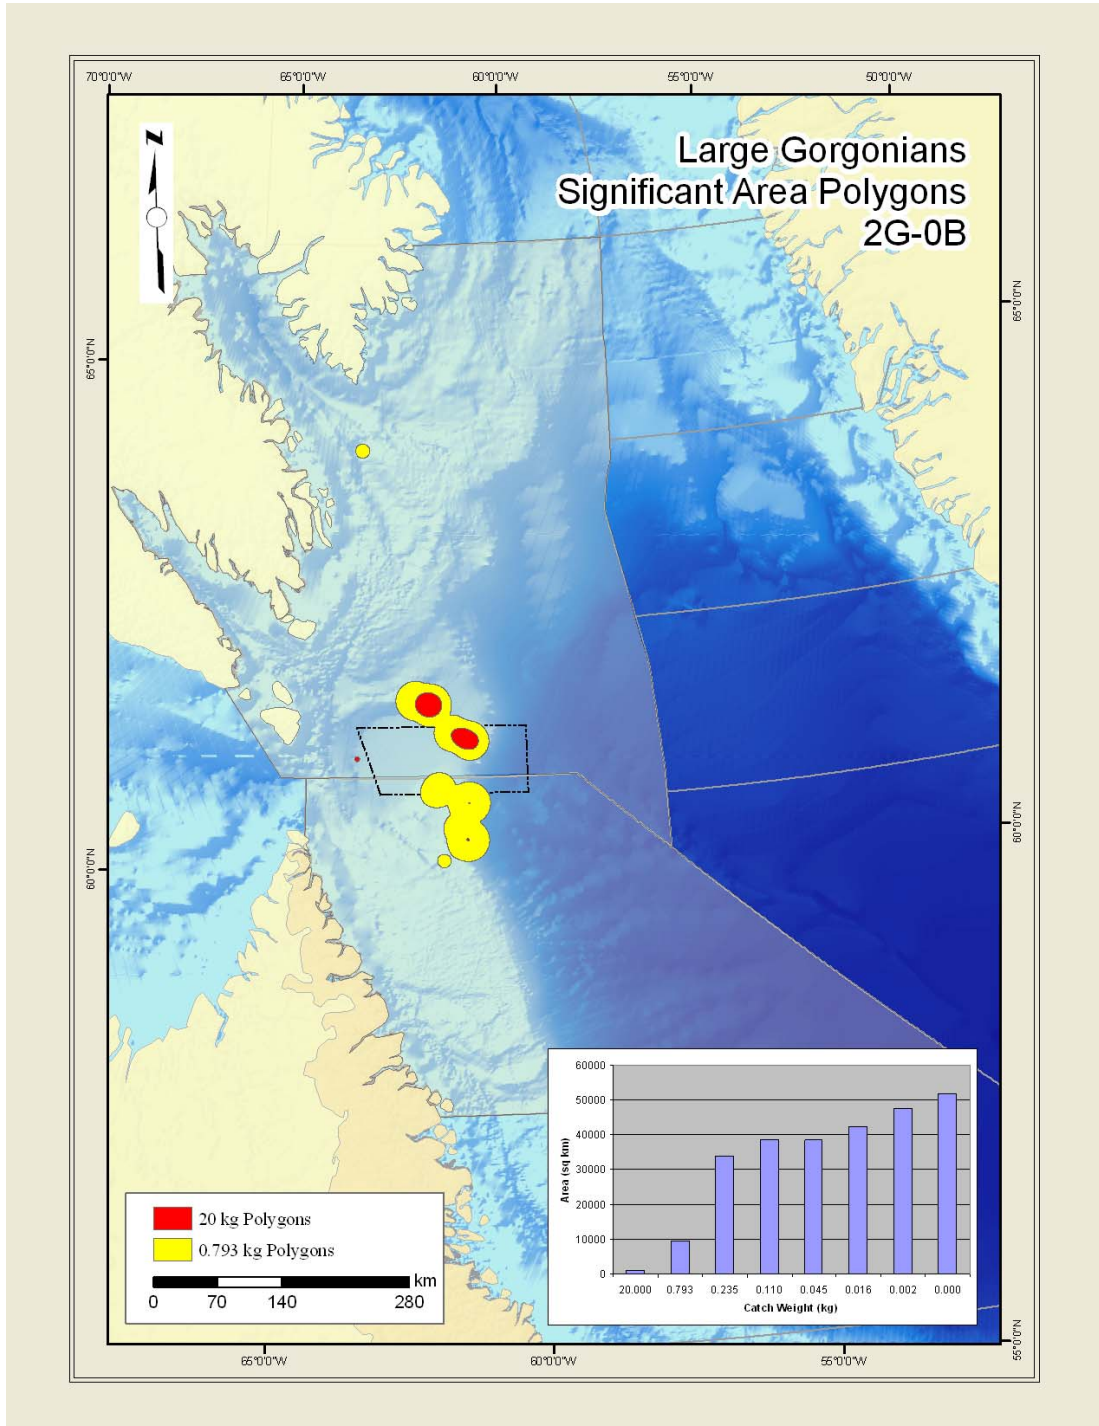 70°0'0"W 65°0'0"W 60°0'0"W 55°0'0"W 50°0'0"W
N
Large Gorgonians
Significant Area Polygons
2G-0B
65°0'0"N
65°0'0"N
60°0'0"N
60°0'0"N
55°0'0"N
20 kg Polygons
0.793 kg Polygons
km
0 70 140 280
60000
50000
40000
30000
20000
10000
0
Area (sq km)
20.000 0.793 0.235 0.110 0.045 0.016 0.002 0.000
Catch Weight (kg)
65°0'0"W 60°0'0"W 55°0'0"W